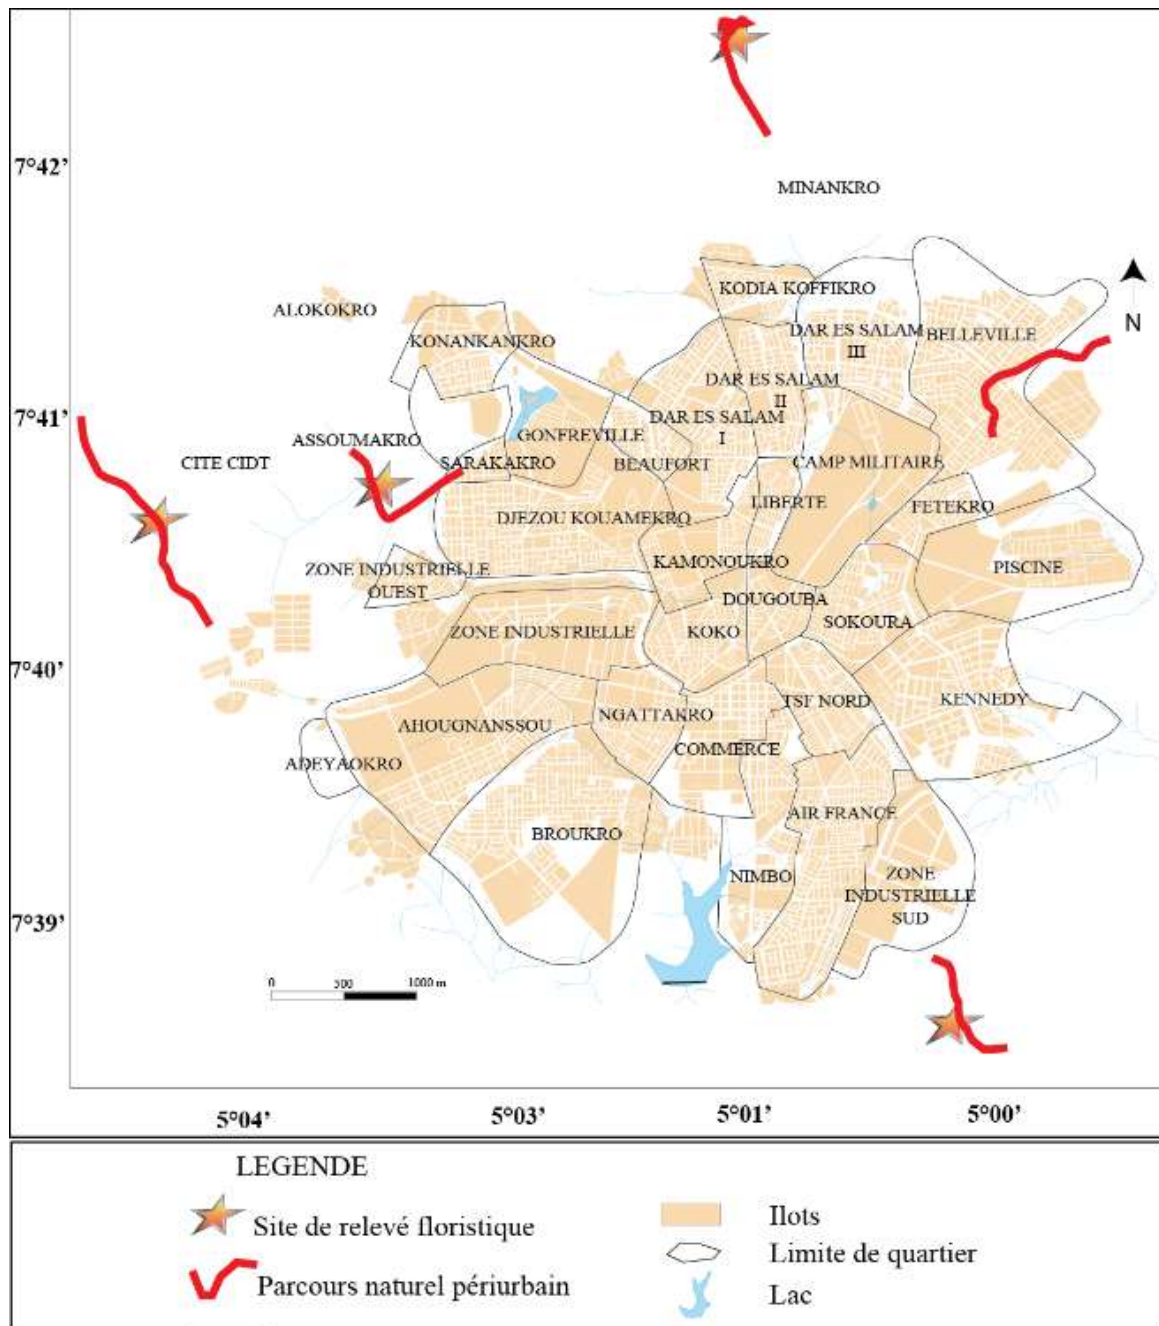 7°42’
MINANKRO
KODIA KOFFIKRO
ALOKOKRO
N
DAR ES SALAM
III
BELLEVILLE
KONANKANKRO
DAR ES SALAM
II
7°41’
DAR ES SALAM
I
ASSOUMAKRO
GONFREVILLE
CITE CIDT
SARAKAKRO
BEAUFORT
CAMP MILITAIRE
LIBERTE
FETEKRO
DJEZOU KOUAMEKRO
KAMONOUKRO
PISCINE
ZONE INDUSTRIELLE
OUEST
DOUGOUBA
SOKOURA
ZONE INDUSTRIELLE
KOKO
7°40’
TSF NORD
KENNEDY
NGATTAKRO
AHOUGNANSSOU
COMMERCE
ADEYAOKRO
AIR FRANCE
BROUKRO
NIMBO
ZONE
INDUSTRIELLE
SUD
7°39’
0 500 1000 m
5°04’ 5°03’ 5°01’ 5°00’
LEGENDE
Site de relevé floristique
Parcours naturel périurbain
Ilots
Limite de quartier
Lac